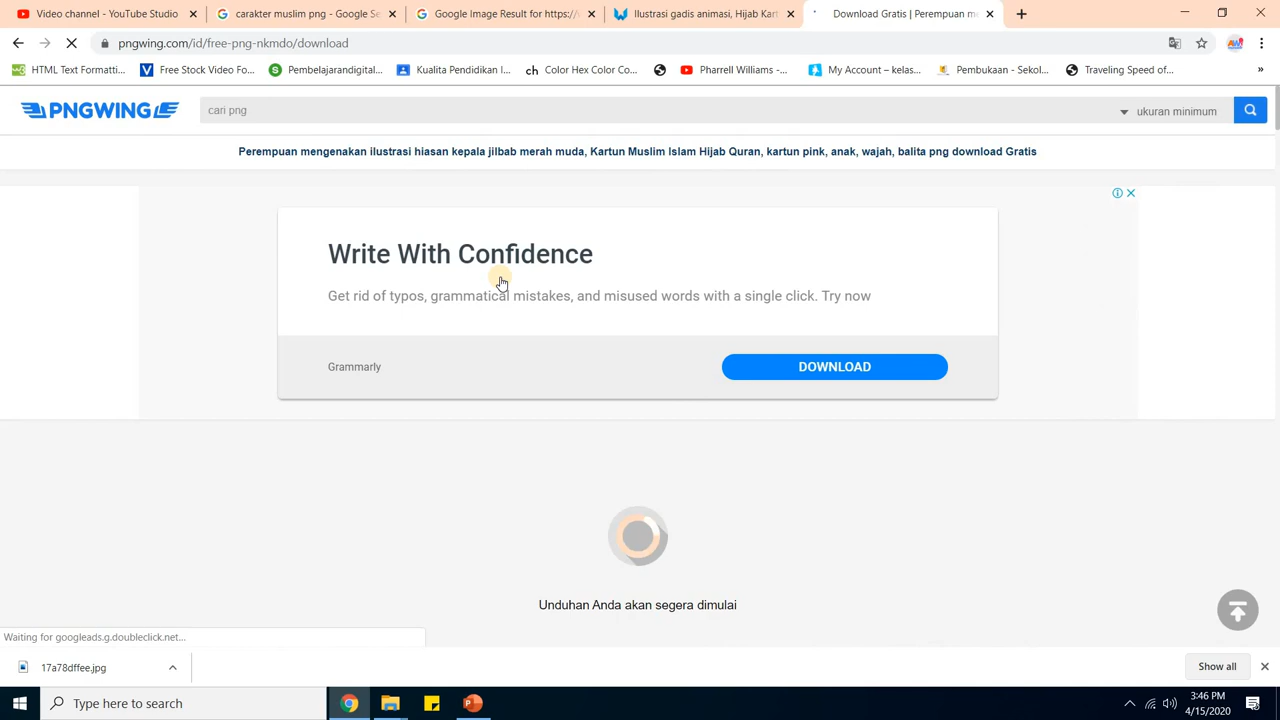 Video channel - YouTube Studio
carakter muslim png - Google Se
Google Image Result for https://
Ilustrasi gadis animasi, Hijab Kart
Download Gratis | Perempuan me
pngwing.com/id/free-png-nkmdo/download
HTML Text Formatti...
Free Stock Video Fo...
Pembelajarandigital...
Kualita Pendidikan I...
ch Color Hex Color Co...
Pharrell Williams -...
My Account – kelas...
Pembukaan - Sekol...
Traveling Speed of...
»
PNGWING
cari png
ukuran minimum
Perempuan mengenakan ilustrasi hiasan kepala jilbab merah muda, Kartun Muslim Islam Hijab Quran, kartun pink, anak, wajah, balita png download Gratis
Write With Confidence
Get rid of typos, grammatical mistakes, and misused words with a single click. Try now
Grammarly
DOWNLOAD
Unduhan Anda akan segera dimulai
Waiting for googleads.g.doubleclick.net...
17a78dffee.jpg
Show all
Type here to search
3:46 PM
4/15/2020